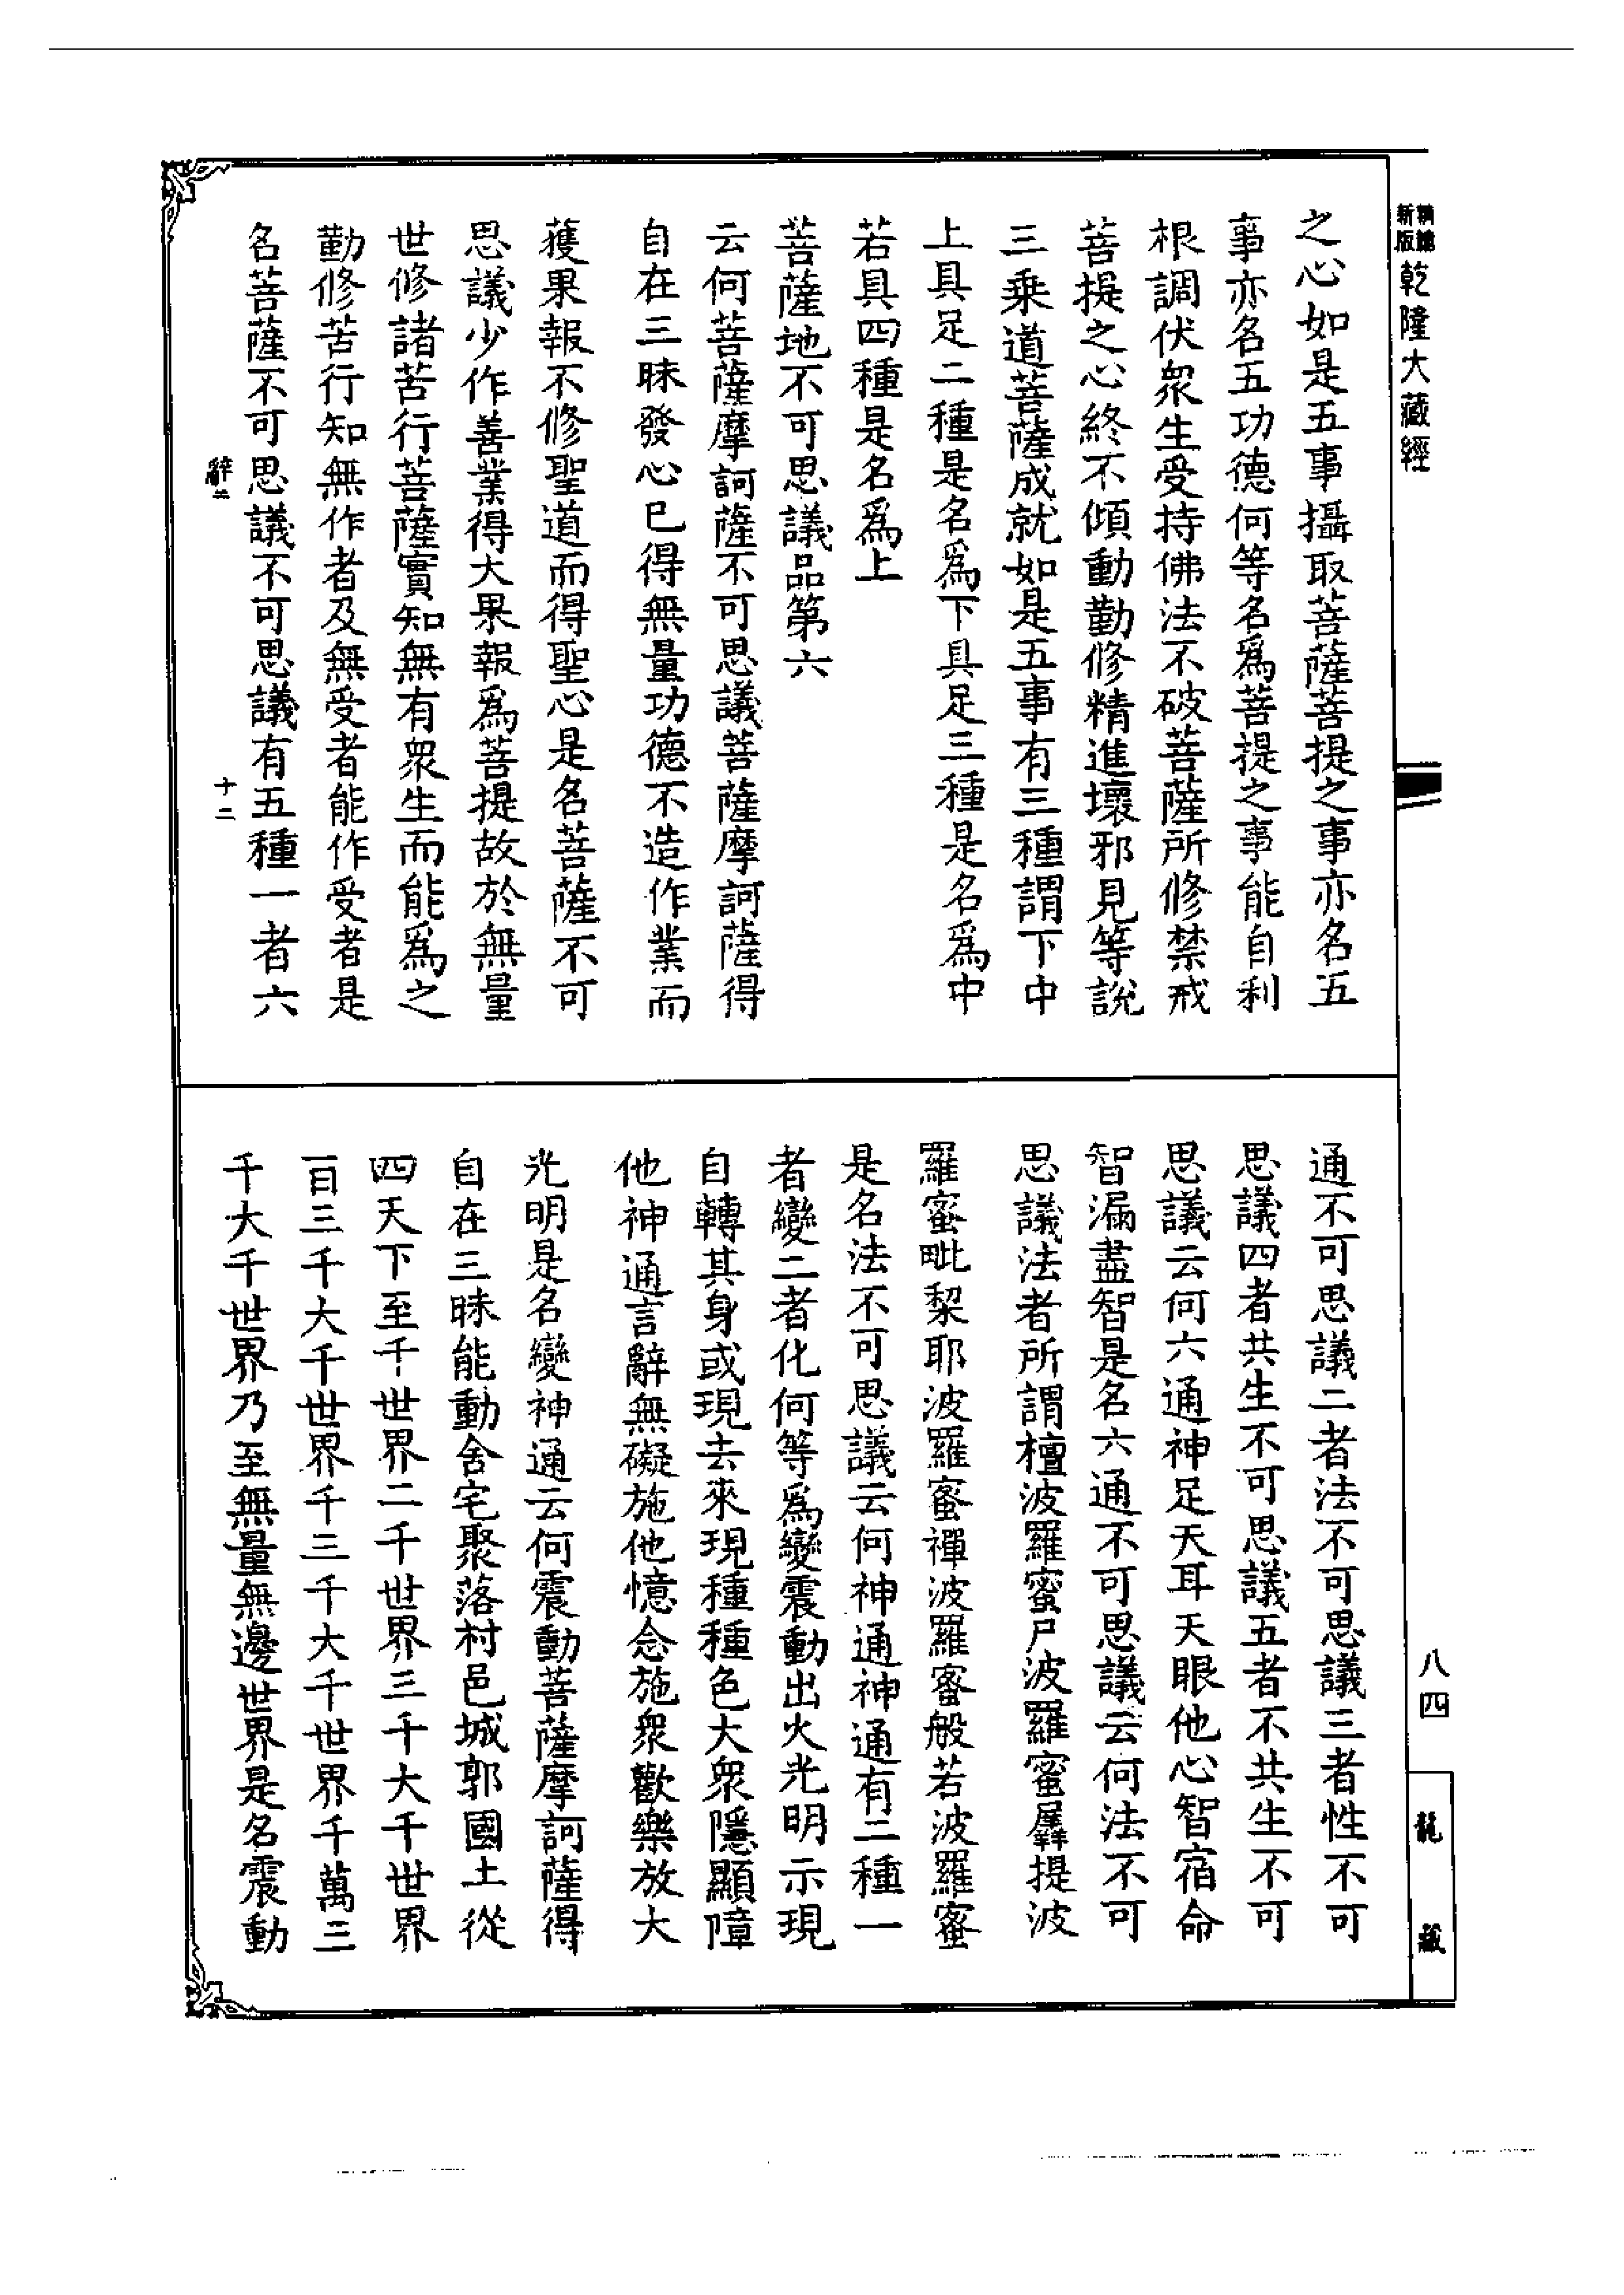 新版
乾隆大藏經
之心如是五事攝取菩薩菩提之事亦名五
事亦名五功德何等名爲菩提之事能自利
根調伏衆生受持佛法不破菩薩所修禁戒
菩提之心終不傾動勤修精進壞邪見等說
三乘道菩薩成就如是五事有三種謂下中
上具足二種是名爲下具足三種是名爲中
若具四種是名爲上
菩薩地不可思議品第六
云何菩薩摩訶薩不可思議菩薩摩訶薩得
自在三昧發心已得無量功德不造作業而
獲果報不修聖道而得聖心是名菩薩不可
思議少作善業得大果報爲菩提故於無量
世修諸苦行菩薩實知無有衆生而能爲之
勤修苦行知無作者及無受者能作受者是
名菩薩不可思議不可思議有五種一者六
辭二
十二
通不可思議二者法不可思議三者性不可
思議四者共生不可思議五者不共生不可
思議云何六通神足天耳天眼他心智宿命
智漏盡智是名六通不可思議云何法不可
思議法者所謂檀波羅蜜尸波羅蜜羼提波
羅蜜毗梨耶波羅蜜禪波羅蜜般若波羅蜜
是名法不可思議云何神通神通有二種一
者變二者化何等爲變震動出火光明示現
自轉其身或現去來現種種色大衆隱顯障
他神通言辭無礙施他憶念施衆歡樂放大
光明是名變神通云何震動菩薩摩訶薩得
自在三昧能動舍宅聚落村邑城郭國土從
四天下至千世界二千世界三千大千世界
百三千大千世界千三千大千世界千萬三
千大千世界乃至無量無邊世界是名震動
八四
龍藏